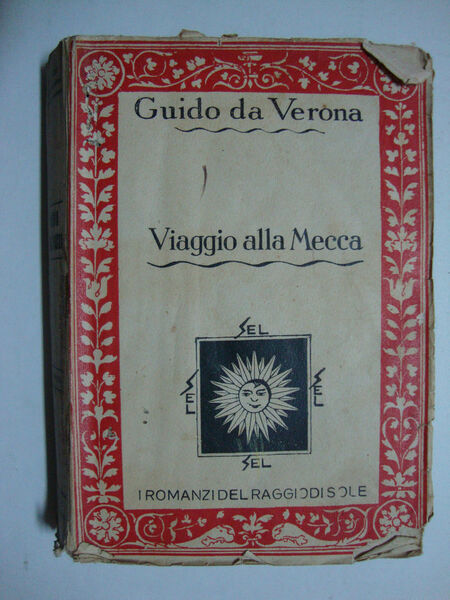 Guido da Verona
Viaggio alla Mecca
SEL
SEL
SEL
SEL
I ROMANZI DEL RAGGIO DI SOLE